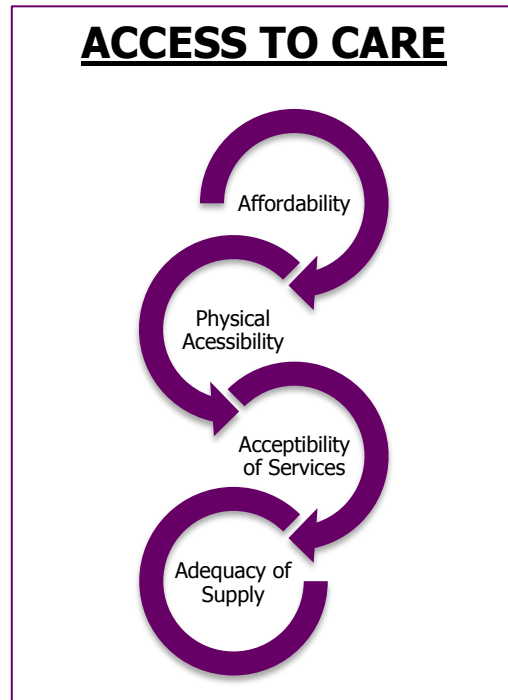 ACCESS TO CARE
Affordability
Physical
Acessibility
Acceptibility
of Services
Adequacy of
Supply